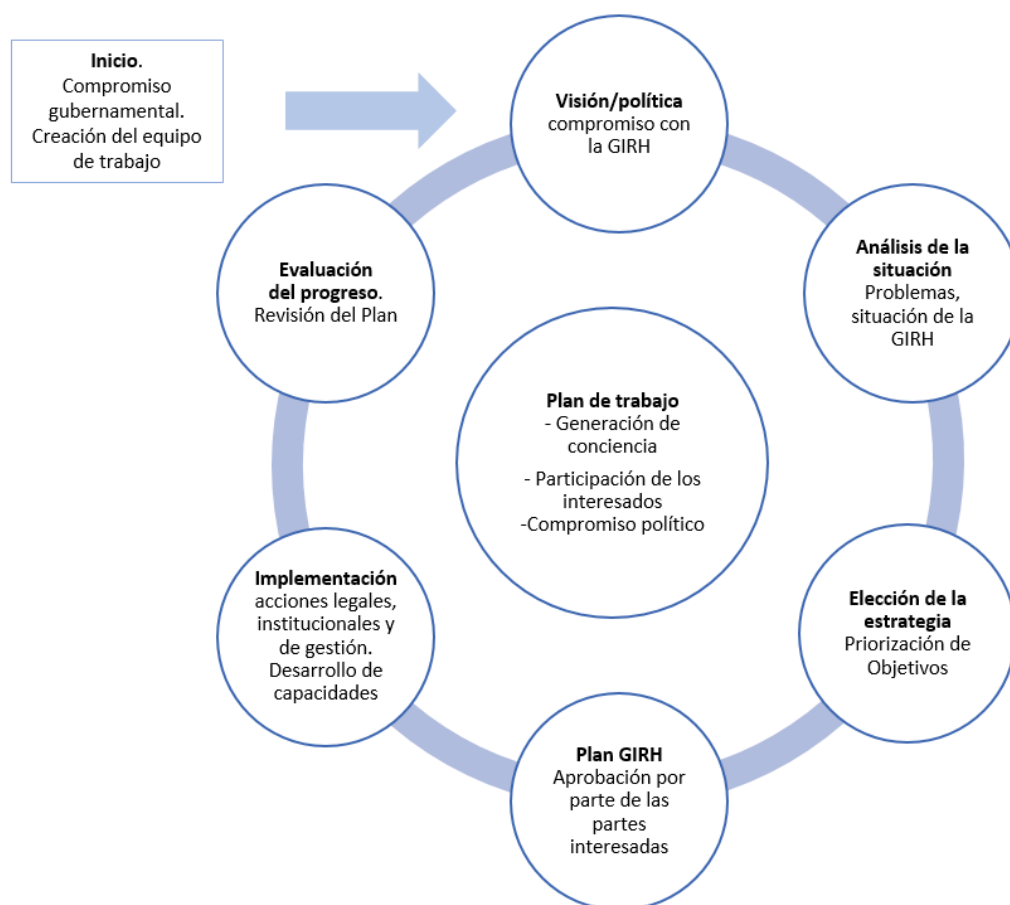 Inicio.
Compromiso
gubernamental.
Creación del equipo
de trabajo
Visión/política
compromiso con
la GIRH
Análisis de la
situación
Problemas,
situación de la
GIRH
Elección de la
estrategia
Priorización de
Objetivos
Plan GIRH
Aprobación por
parte de las
partes
interesadas
Implementación
acciones legales,
institucionales y
de gestión.
Desarrollo de
capacidades
Evaluación
del progreso.
Revisión del Plan
Plan de trabajo
- Generación de
conciencia
- Participación de los
interesados
-Compromiso político